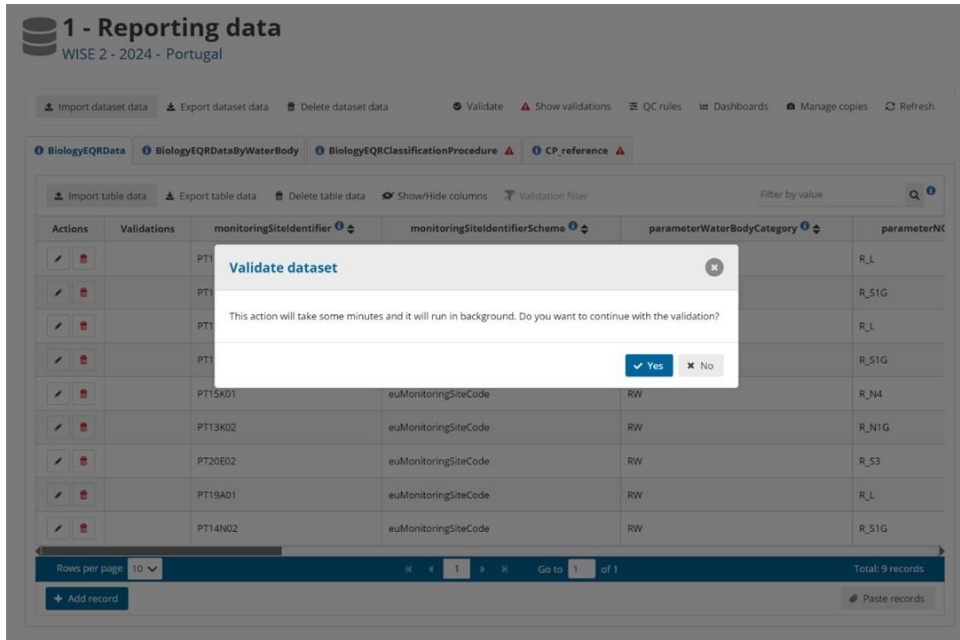 1 - Reporting data
WISE 2 - 2024 - Portugal
Import dataset data Export dataset data Delete dataset data Validate Show validations QC rules Dashboards Manage copies Refresh
BiologyEQRData BiologyEQRDataByWaterBody BiologyEQRClassificationProcedure CP_reference
Import table data Export table data Delete table data Show/Hide columns Validation filter Filter by value
Actions Validations monitoringSiteIdentifier monitoringSiteIdentifierScheme parameterWaterBodyCategory parameterNC
PT1 R_L
Validate dataset
PT1 R_S1G
This action will take some minutes and it will run in background. Do you want to continue with the validation?
PT1 R_L
PT1 R_S1G
Yes No
PT15K01 euMonitoringSiteCode RW R_N4
PT13K02 euMonitoringSiteCode RW R_N1G
PT20E02 euMonitoringSiteCode RW R_S3
PT19A01 euMonitoringSiteCode RW R_L
PT14N02 euMonitoringSiteCode RW R_S1G
Rows per page 10 1 Go to 1 of 1 Total: 9 records
Add record Paste records